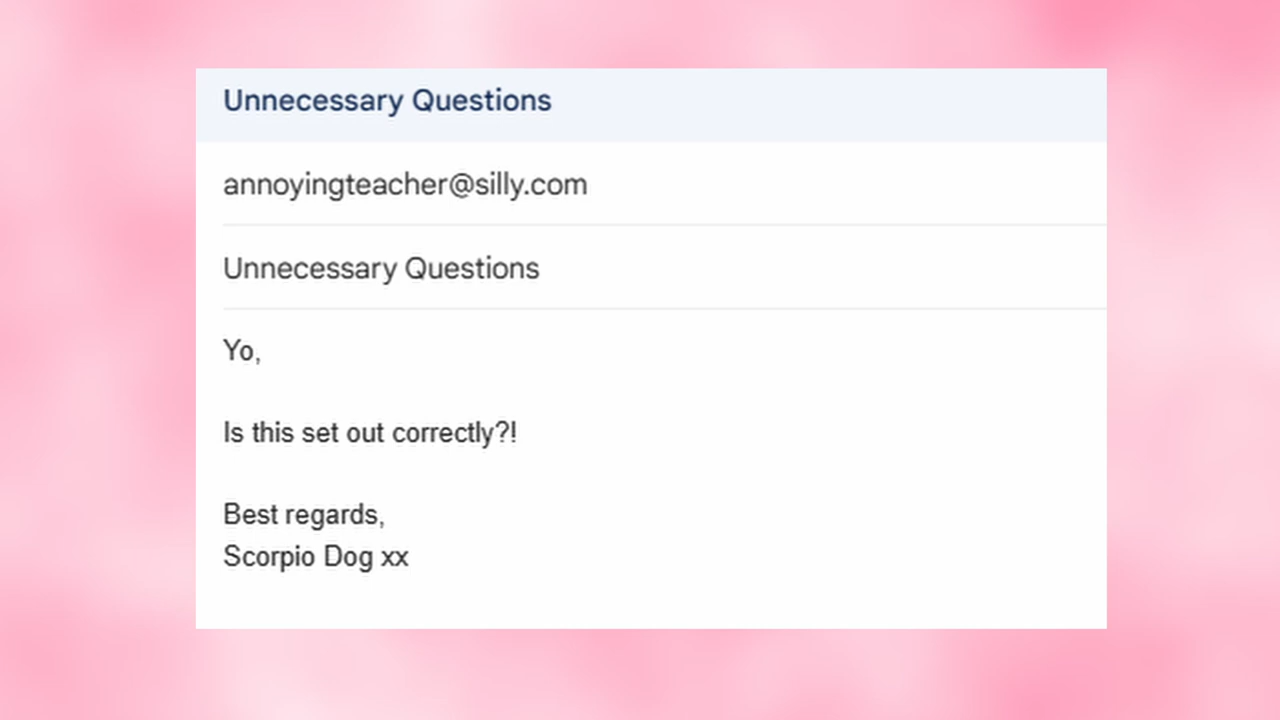 Unnecessary Questions
annoyingteacher@silly.com
Unnecessary Questions
Yo,
Is this set out correctly?!
Best regards,
Scorpio Dog xx